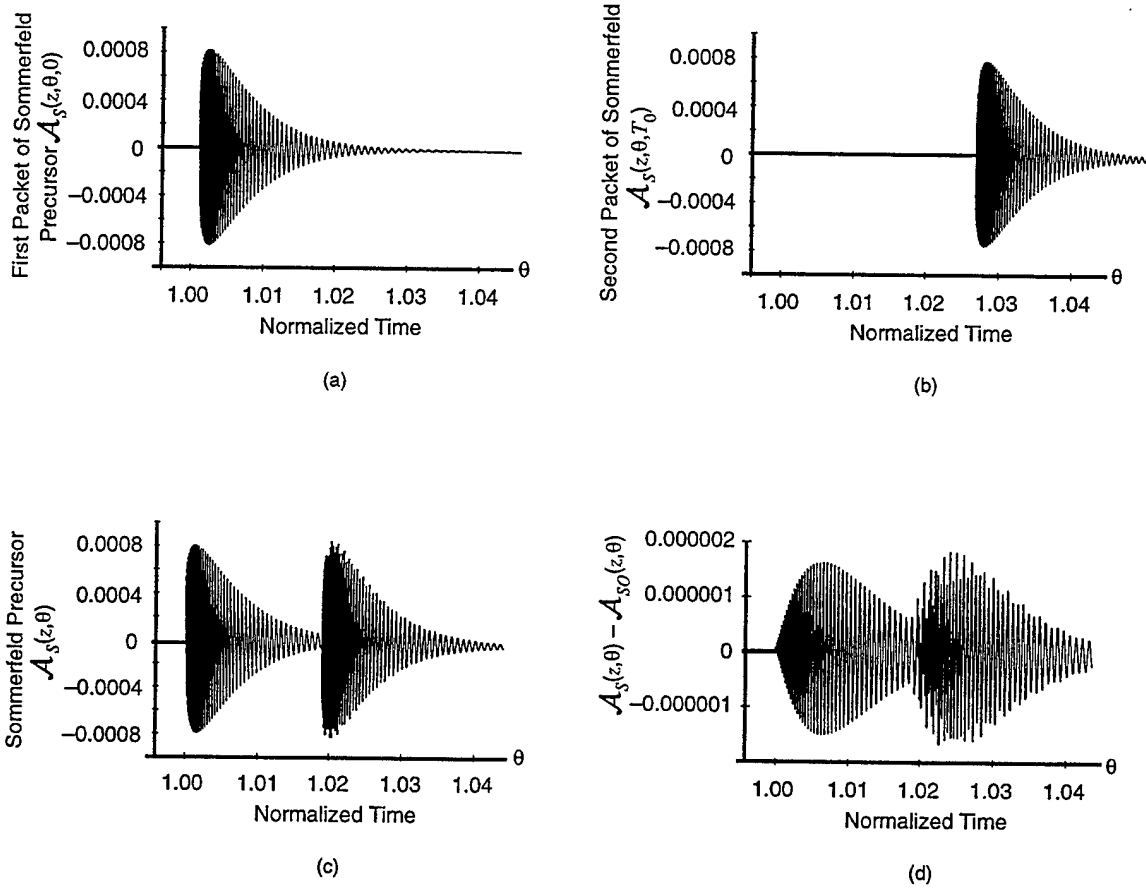 First Packet of Sommerfeld
Precursor 𝒜S(z,θ,0)
0.0008
0.0004
0
−0.0004
−0.0008
θ
1.00 1.01 1.02 1.03 1.04
Normalized Time
(a)
Second Packet of Sommerfeld
𝒜S(z,θ,T0)
0.0008
0.0004
0
−0.0004
−0.0008
θ
1.00 1.01 1.02 1.03 1.04
Normalized Time
(b)
Sommerfeld Precursor
𝒜S(z,θ)
0.0008
0.0004
0
−0.0004
−0.0008
θ
1.00 1.01 1.02 1.03 1.04
Normalized Time
(c)
𝒜S(z,θ) − 𝒜SO(z,θ)
0.000002
0.000001
0
−0.000001
θ
1.00 1.01 1.02 1.03 1.04
Normalized Time
(d)